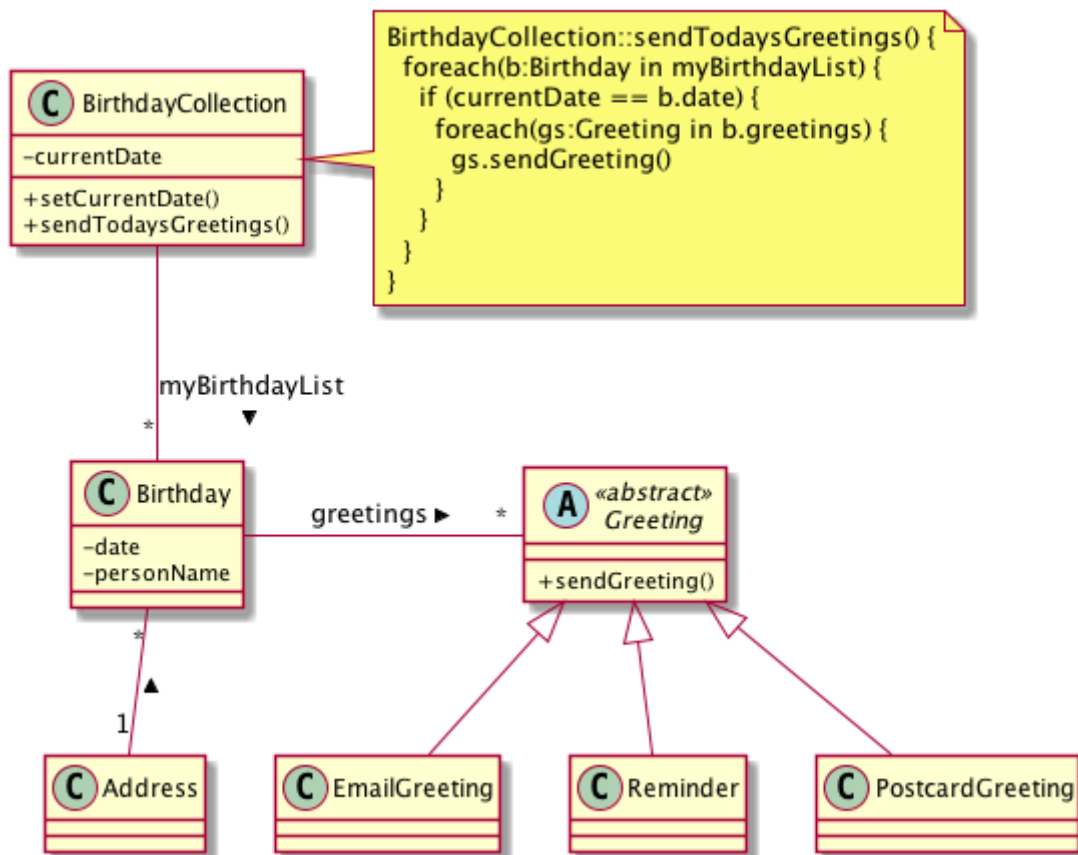 C BirthdayCollection
-currentDate
+setCurrentDate()
+sendTodaysGreetings()
BirthdayCollection::sendTodaysGreetings() {
foreach(b:Birthday in myBirthdayList) {
if (currentDate == b.date) {
foreach(gs:Greeting in b.greetings) {
gs.sendGreeting()
}
}
}
}
myBirthdayList
*
C Birthday
-date
-personName
greetings
*
A «abstract»
Greeting
+sendGreeting()
*
1
C Address
C EmailGreeting
C Reminder
C PostcardGreeting